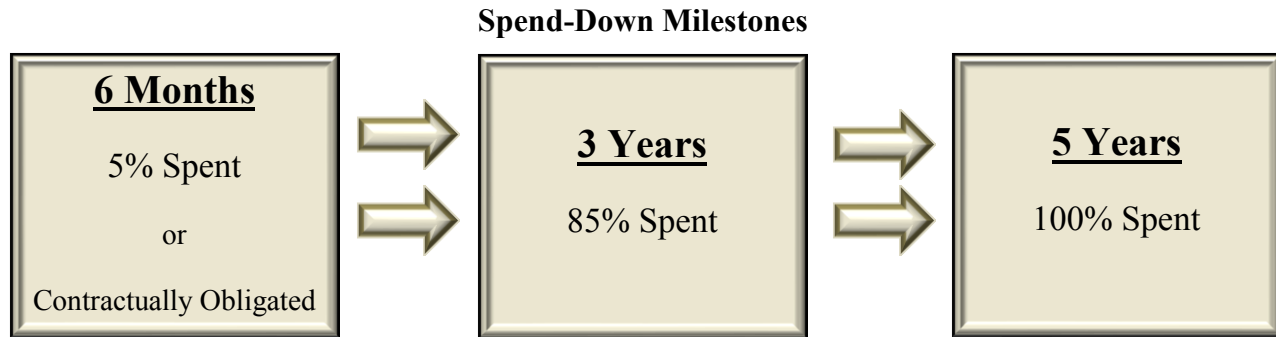 Spend-Down Milestones
6 Months
5% Spent
or
Contractually Obligated
3 Years
85% Spent
5 Years
100% Spent